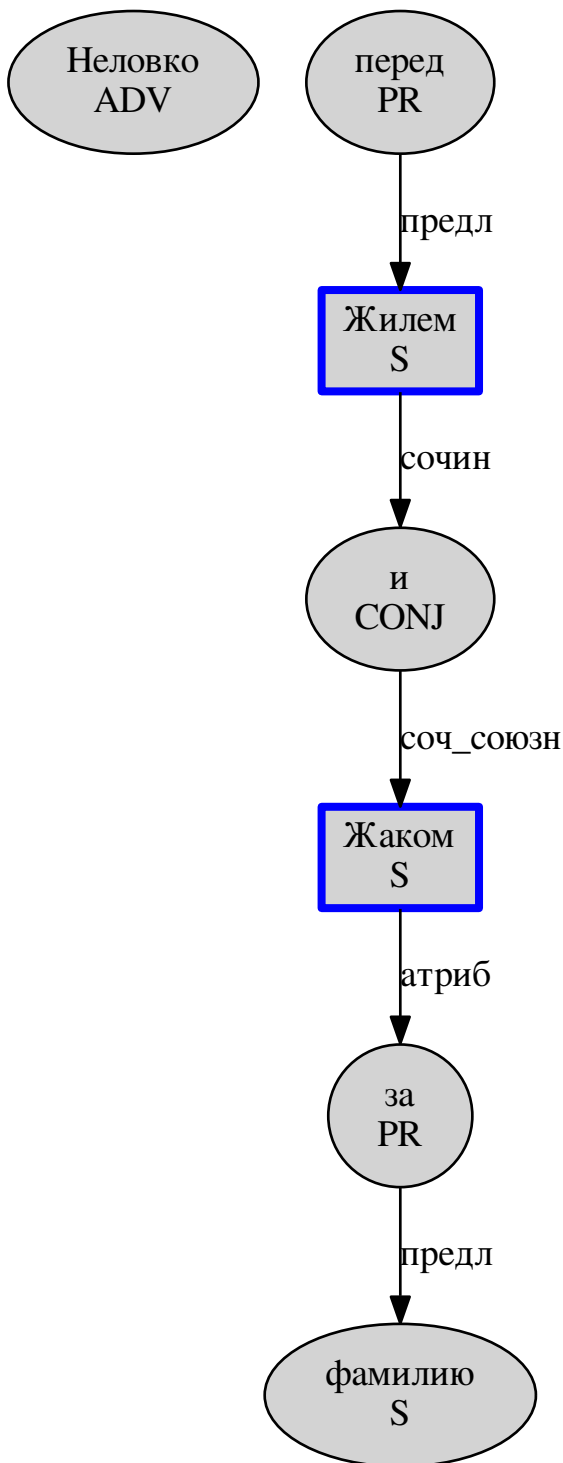 Неловко
ADV
перед
PR
предл
Жилем
S
сочин
и
CONJ
соч_союзн
Жаком
S
атриб
за
PR
предл
фамилию
S